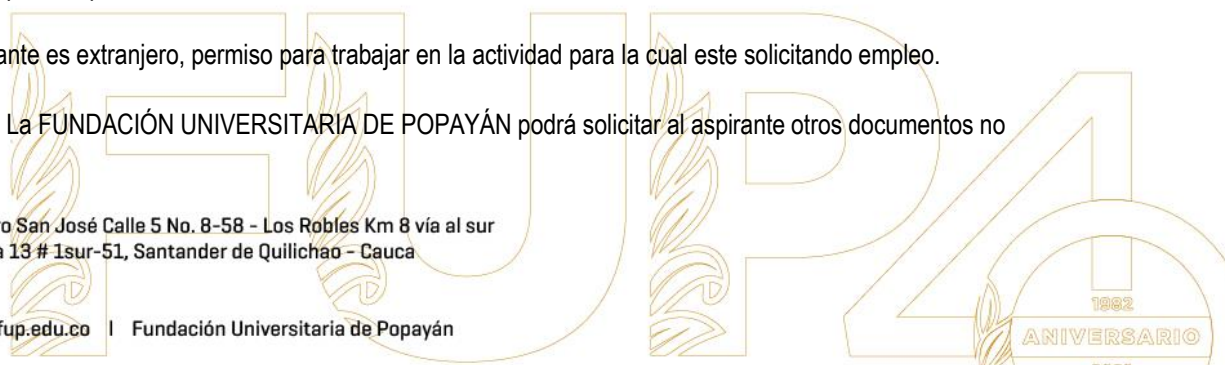 ante es extranjero, permiso para trabajar en la actividad para la cual este solicitando empleo.
La FUNDACIÓN UNIVERSITARIA DE POPAYÁN podrá solicitar al aspirante otros documentos no
ro San José Calle 5 No. 8-58 - Los Robles Km 8 vía al sur
a 13 # 1sur-51, Santander de Quilichao - Cauca
fup.edu.co | Fundación Universitaria de Popayán
FUP4
1982
ANIVERSARIO